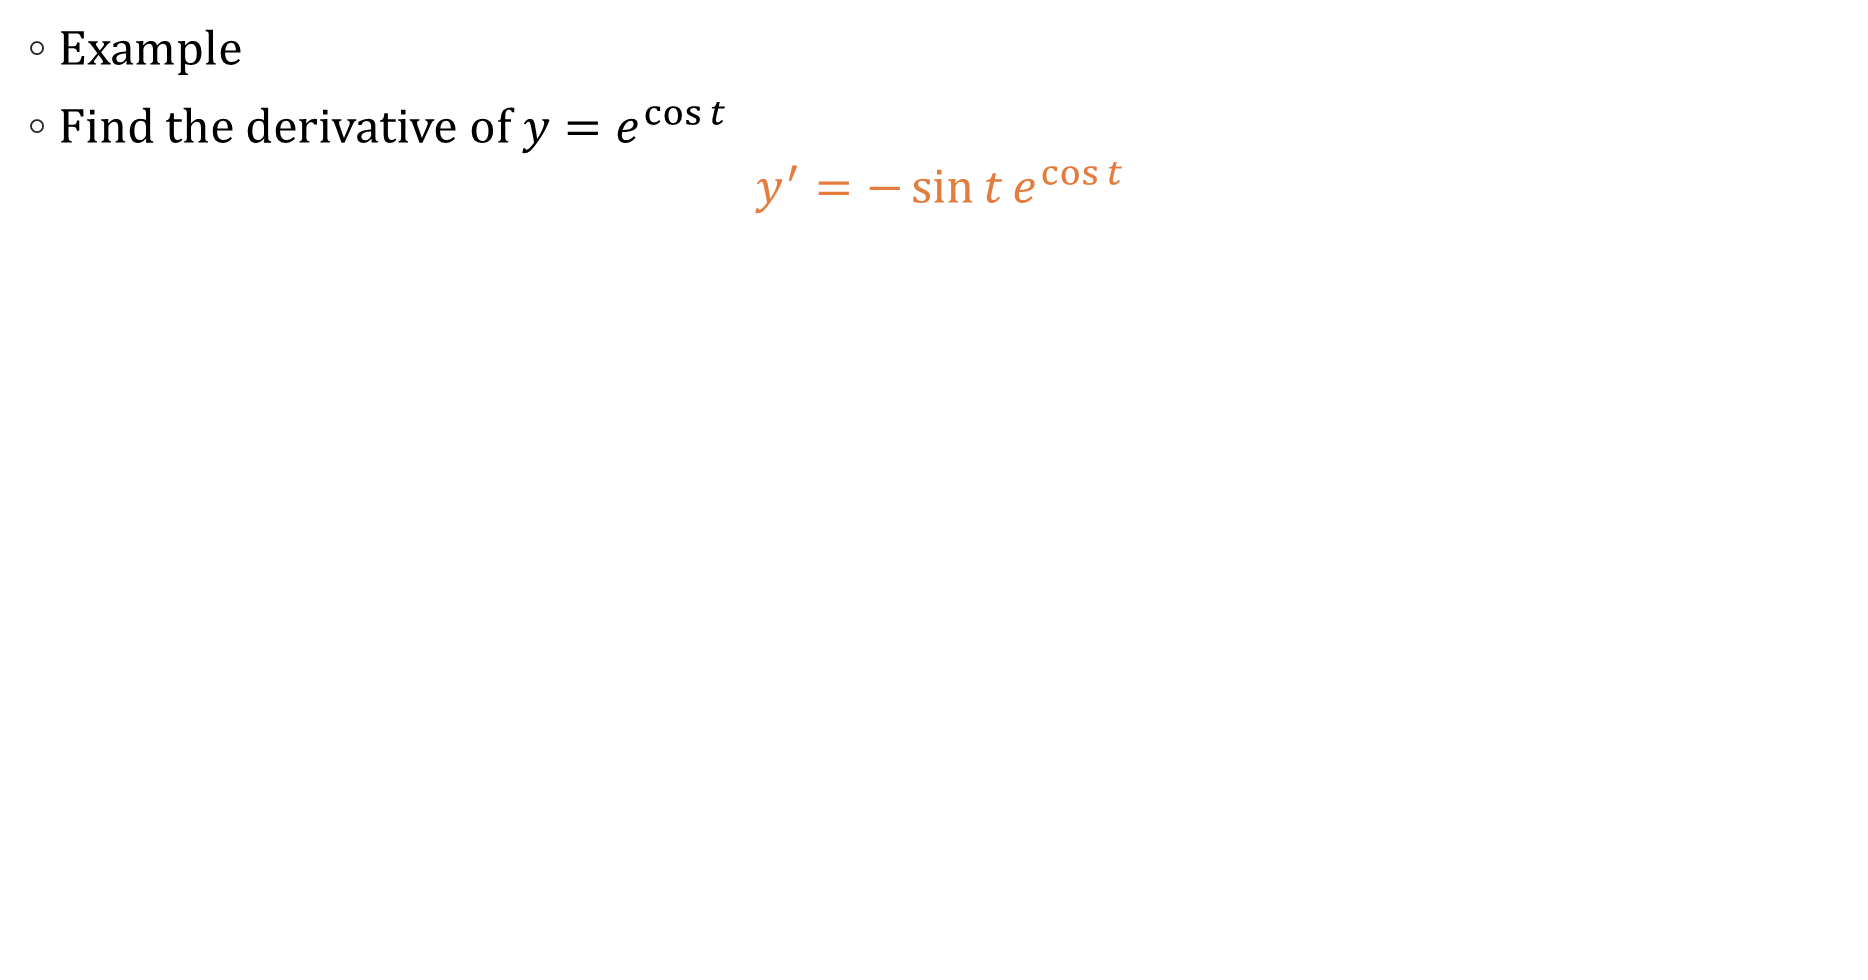 ◦ Example
◦ Find the derivative of y = e^{cos t}
y′ = − sin t e^{cos t}